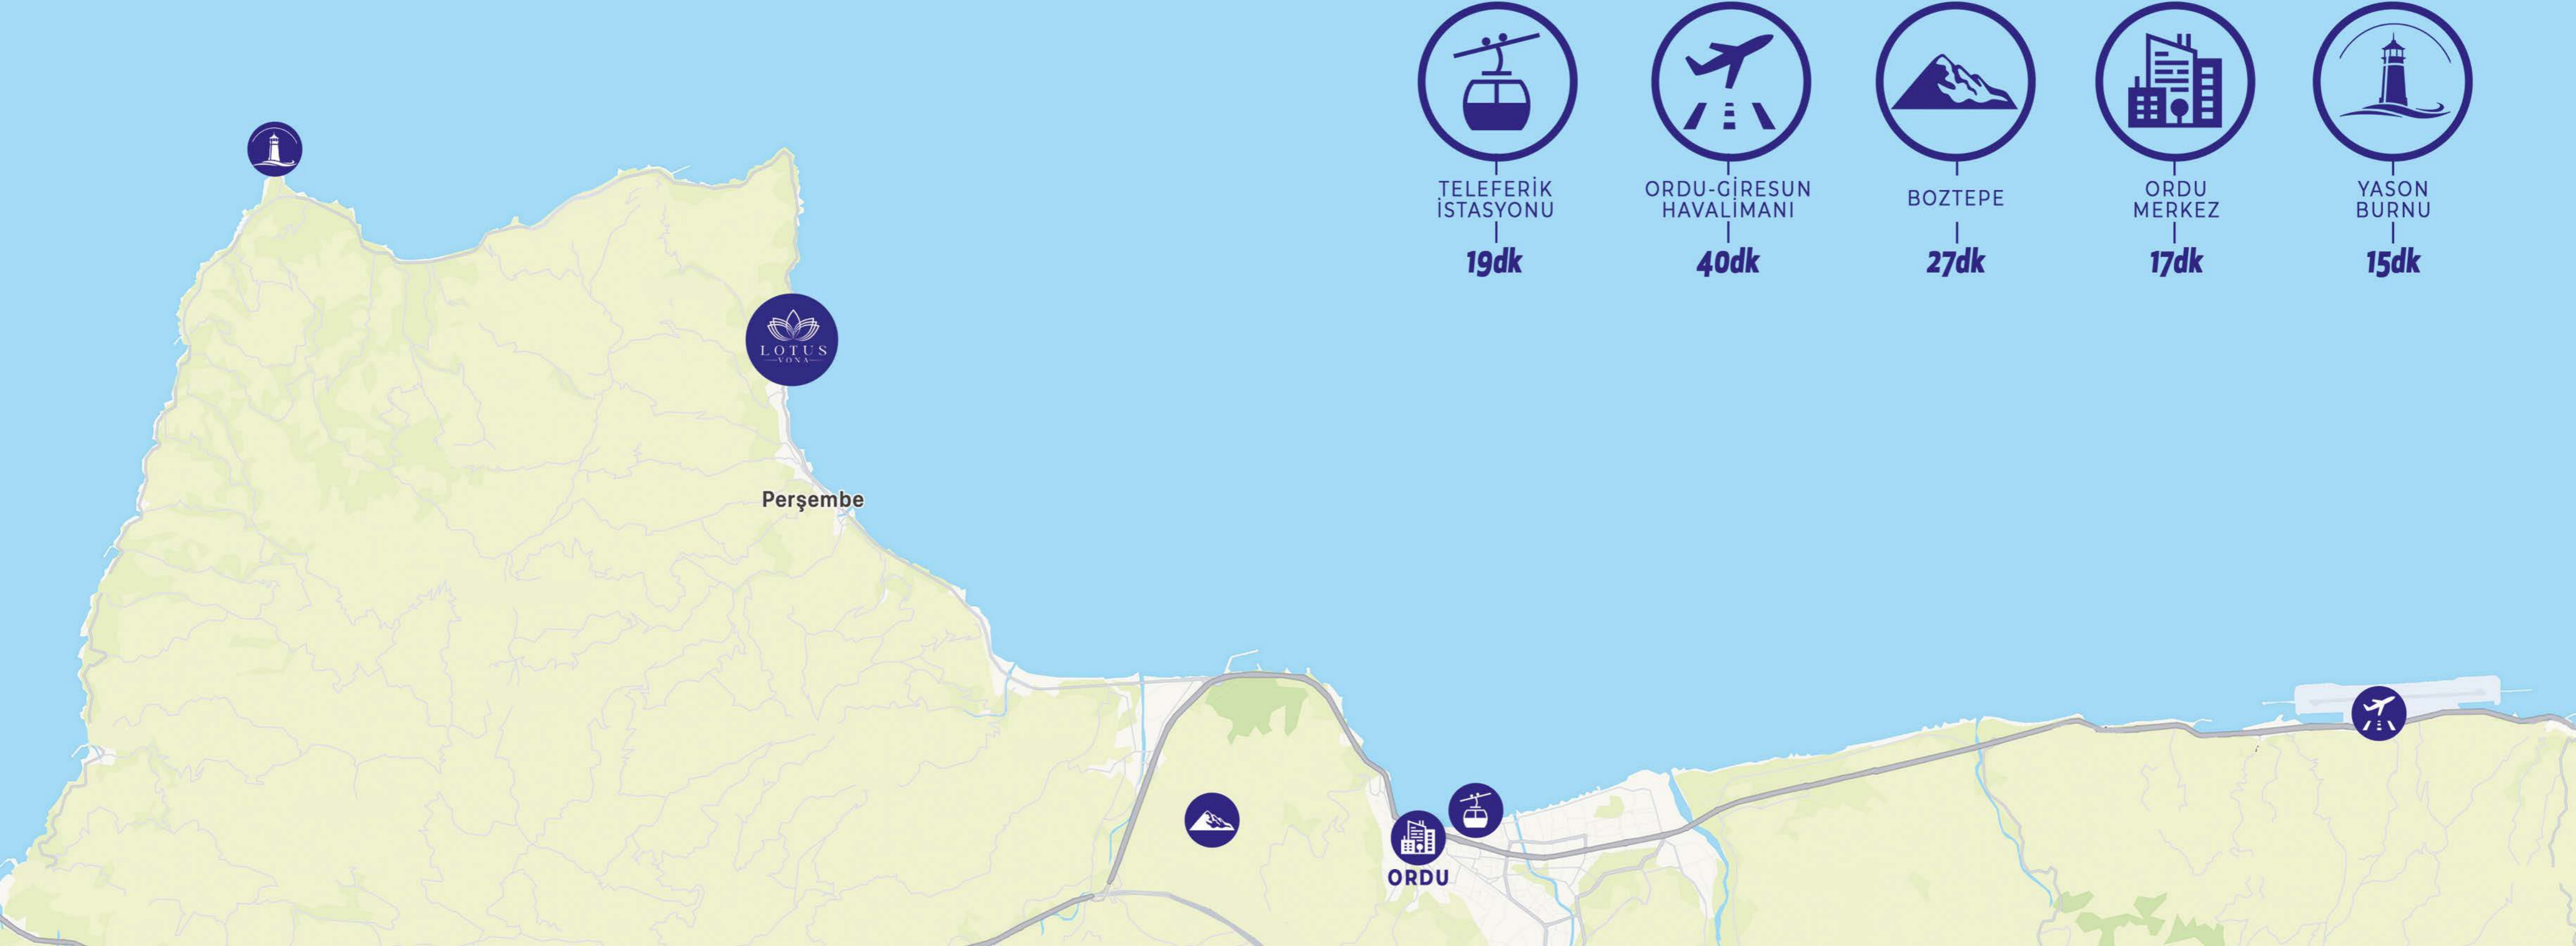 TELEFERİK
İSTASYONU
19dk
ORDU-GİRESUN
HAVALİMANI
40dk
BOZTEPE
27dk
ORDU
MERKEZ
17dk
YASON
BURNU
15dk
LOTUS
VONA
Perşembe
ORDU